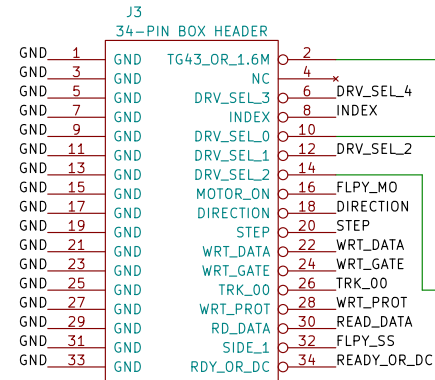 J3
34-PIN BOX HEADER
GND 1 GND TG43_OR_1.6M 2
GND 3 GND NC 4
GND 5 GND DRV_SEL_3 6 DRV_SEL_4
GND 7 GND INDEX 8 INDEX
GND 9 GND DRV_SEL_0 10
GND 11 GND DRV_SEL_1 12 DRV_SEL_2
GND 13 GND DRV_SEL_2 14
GND 15 GND MOTOR_ON 16 FLPY_MO
GND 17 GND DIRECTION 18 DIRECTION
GND 19 GND STEP 20 STEP
GND 21 GND WRT_DATA 22 WRT_DATA
GND 23 GND WRT_GATE 24 WRT_GATE
GND 25 GND TRK_00 26 TRK_00
GND 27 GND WRT_PROT 28 WRT_PROT
GND 29 GND RD_DATA 30 READ_DATA
GND 31 GND SIDE_1 32 FLPY_SS
GND 33 GND RDY_OR_DC 34 READY_OR_DC